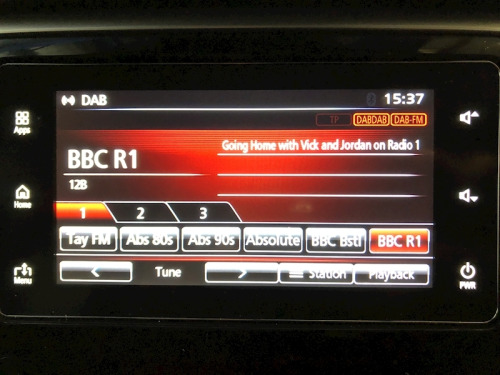 DAB
15:37
TP DABDAB DAB-FM
Apps
Going Home with Vick and Jordan on Radio 1
BBC R1
12B
Home
1 2 3
Tay FM Abs 80s Abs 90s Absolute BBC Bstl BBC R1
Menu
< Tune > Station Playback
PWR